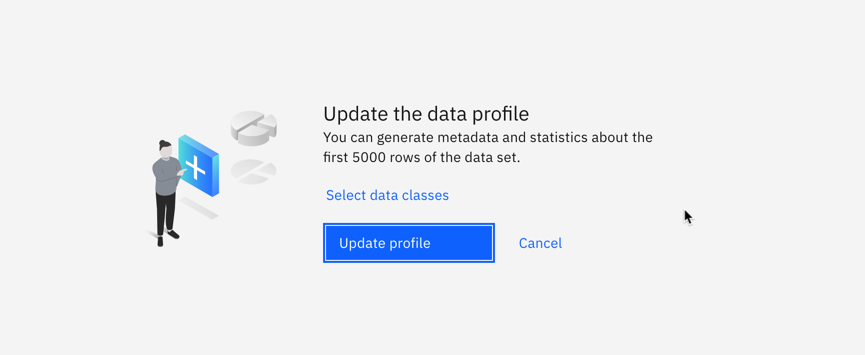 Update the data profile
You can generate metadata and statistics about the
first 5000 rows of the data set.
Select data classes
Update profile
Cancel